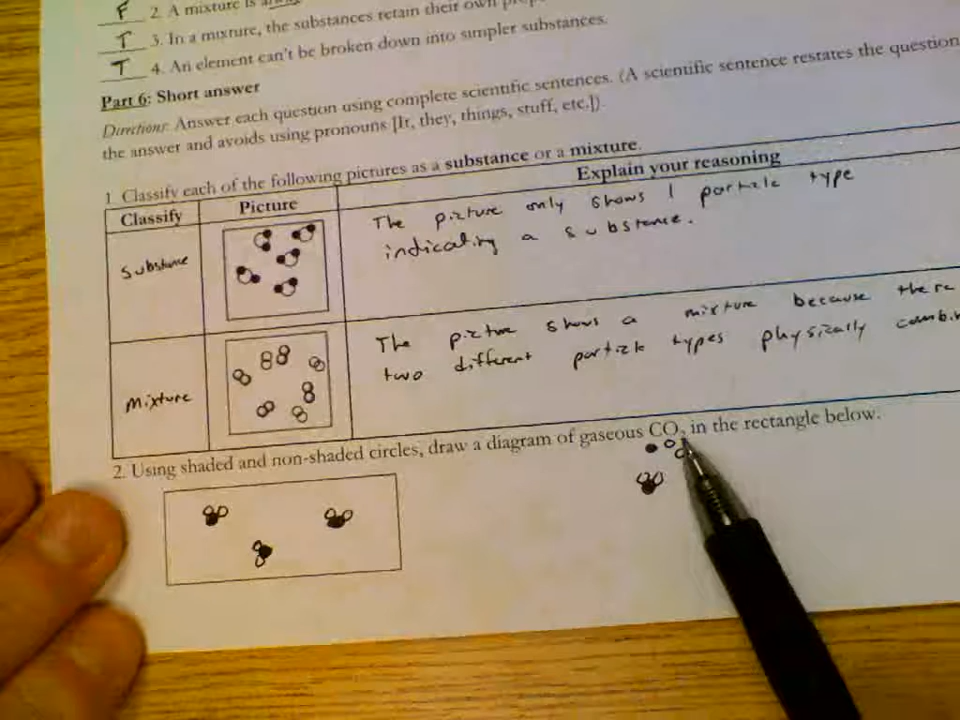 F 2. A mixture is
T 3. In a mixture, the substances retain their own
T 4. An element can't be broken down into simpler substances.
Part 6: Short answer
Directions: Answer each question using complete scientific sentences. (A scientific sentence restates the question
the answer and avoids using pronouns [It, they, things, stuff, etc.]).
1. Classify each of the following pictures as a substance or a mixture.
Classify Picture Explain your reasoning
Substance
The picture only shows 1 particle type
indicating a substance.
Mixture
The picture shows a mixture because there
two different particle types physically
2. Using shaded and non-shaded circles, draw a diagram of gaseous CO2 in the rectangle below.